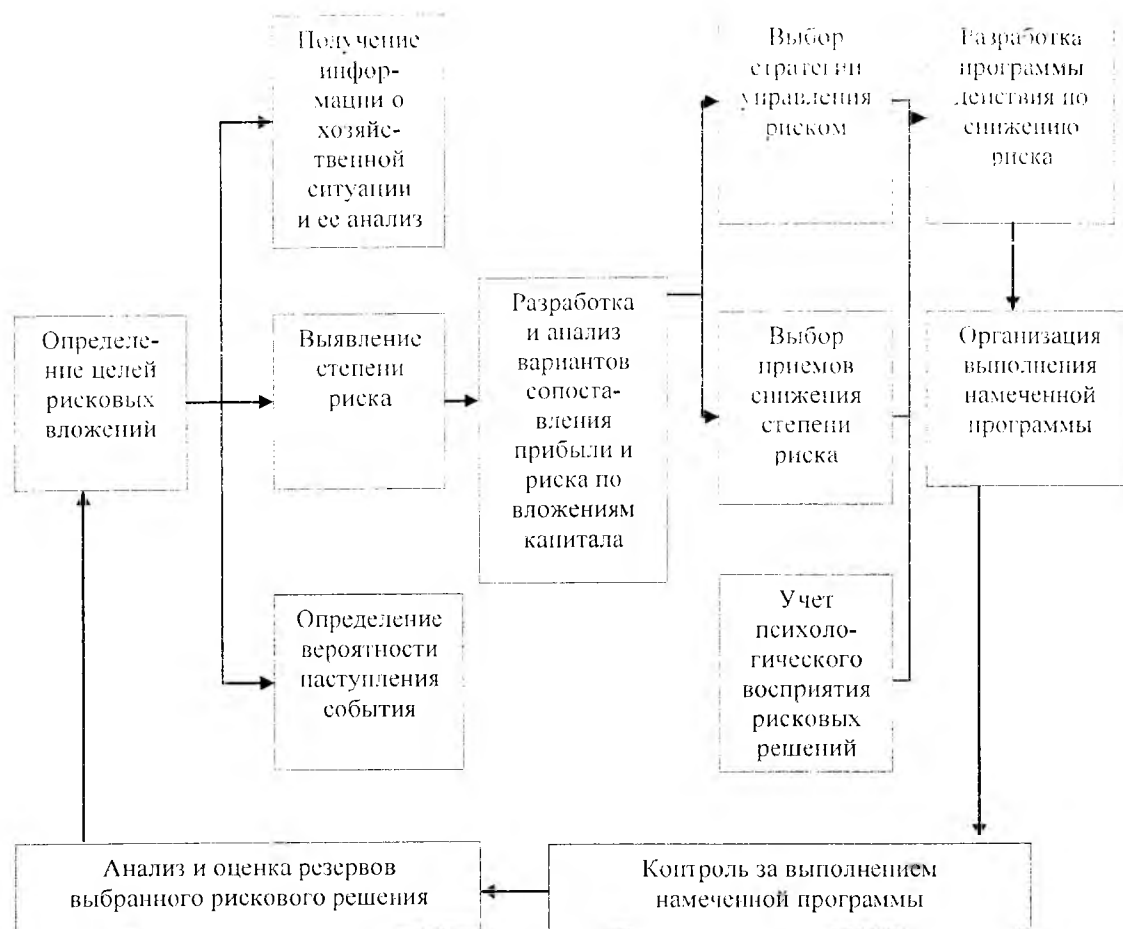 Получение
инфор-
мации о
хозяйс-
твенной
ситуации
и ее анализ
Выбор
стратегии
управления
риском
Разработка
программы
действия по
снижению
риска
Определе-
ние целей
рисковых
вложений
Выявление
степени
риска
Разработка
и анализ
вариантов
сопоста-
вления
прибыли и
риска по
вложениям
капитала
Выбор
приемов
снижения
степени
риска
Организация
выполнения
намеченной
программы
Определение
вероятности
наступления
события
Учет
психоло-
гического
восприятия
рисковых
решений
Анализ и оценка резервов
выбранного рискового решения
Контроль за выполнением
намеченной программы